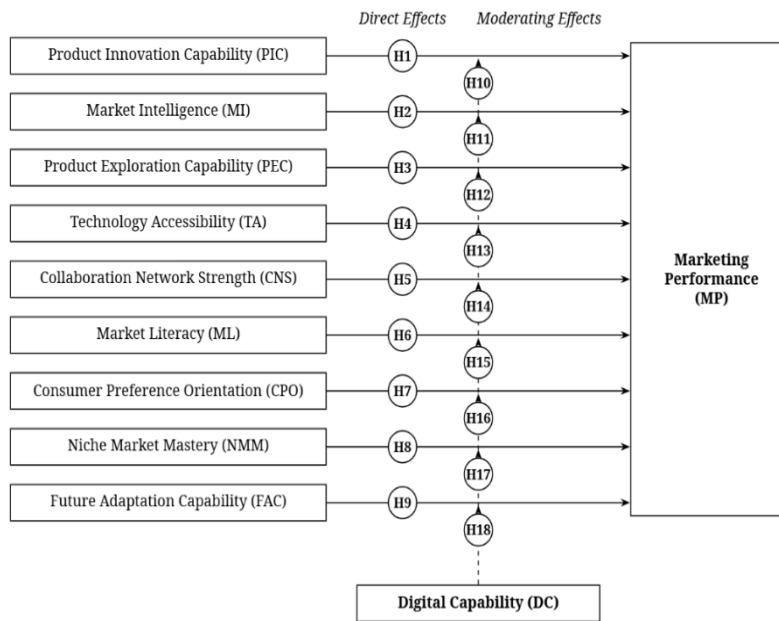 Direct Effects
Moderating Effects
Product Innovation Capability (PIC)
H1
H10
Market Intelligence (MI)
H2
H11
Product Exploration Capability (PEC)
H3
H12
Technology Accessibility (TA)
H4
H13
Collaboration Network Strength (CNS)
H5
H14
Market Literacy (ML)
H6
H15
Consumer Preference Orientation (CPO)
H7
H16
Niche Market Mastery (NMM)
H8
H17
Future Adaptation Capability (FAC)
H9
H18
Marketing
Performance
(MP)
Digital Capability (DC)